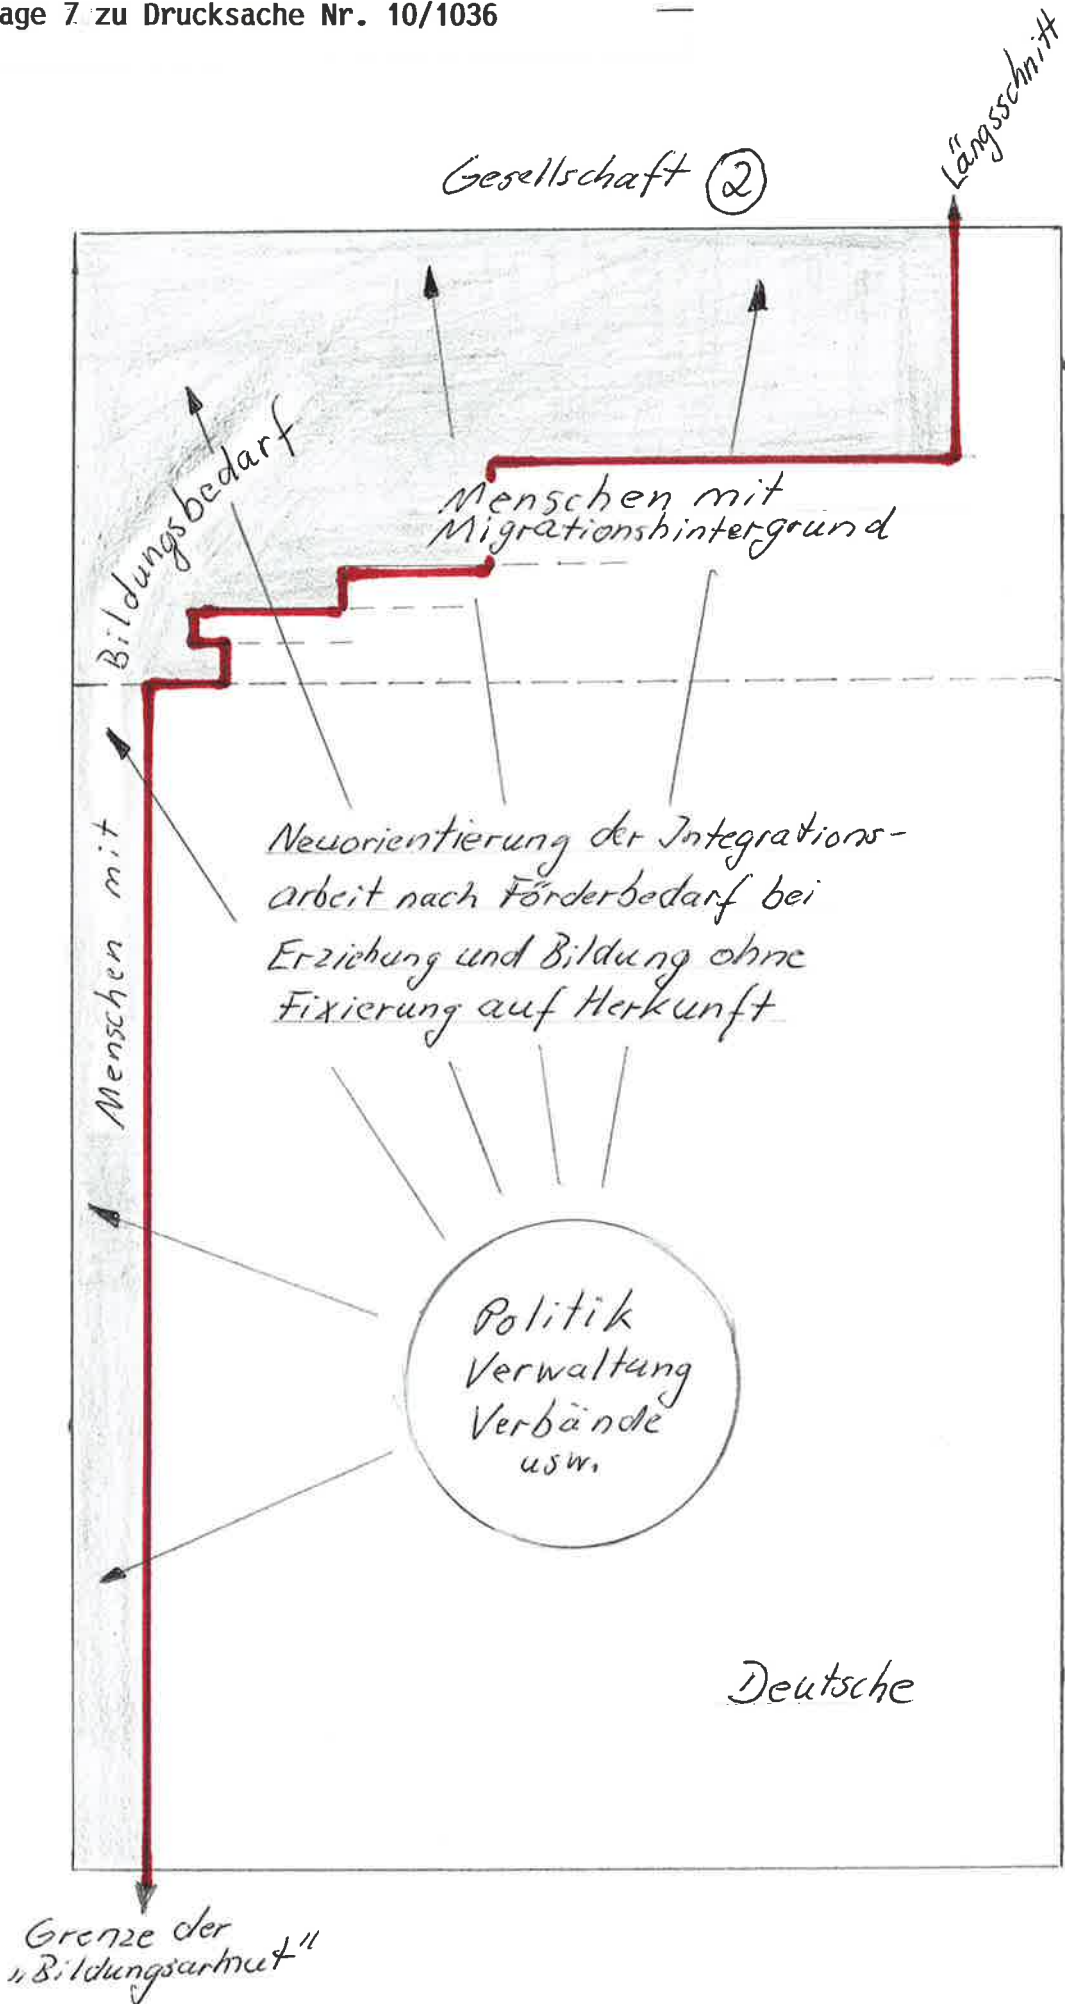 age 7 zu Drucksache Nr. 10/1036
Längsschnitt
Gesellschaft 2
Bildungsbedarf
Menschen mit
Migrationshintergrund
Menschen mit
Neuorientierung der Integrations-
arbeit nach Förderbedarf bei
Erziehung und Bildung ohne
Fixierung auf Herkunft
Politik
Verwaltung
Verbände
usw.
Deutsche
Grenze der
„Bildungsarmut"